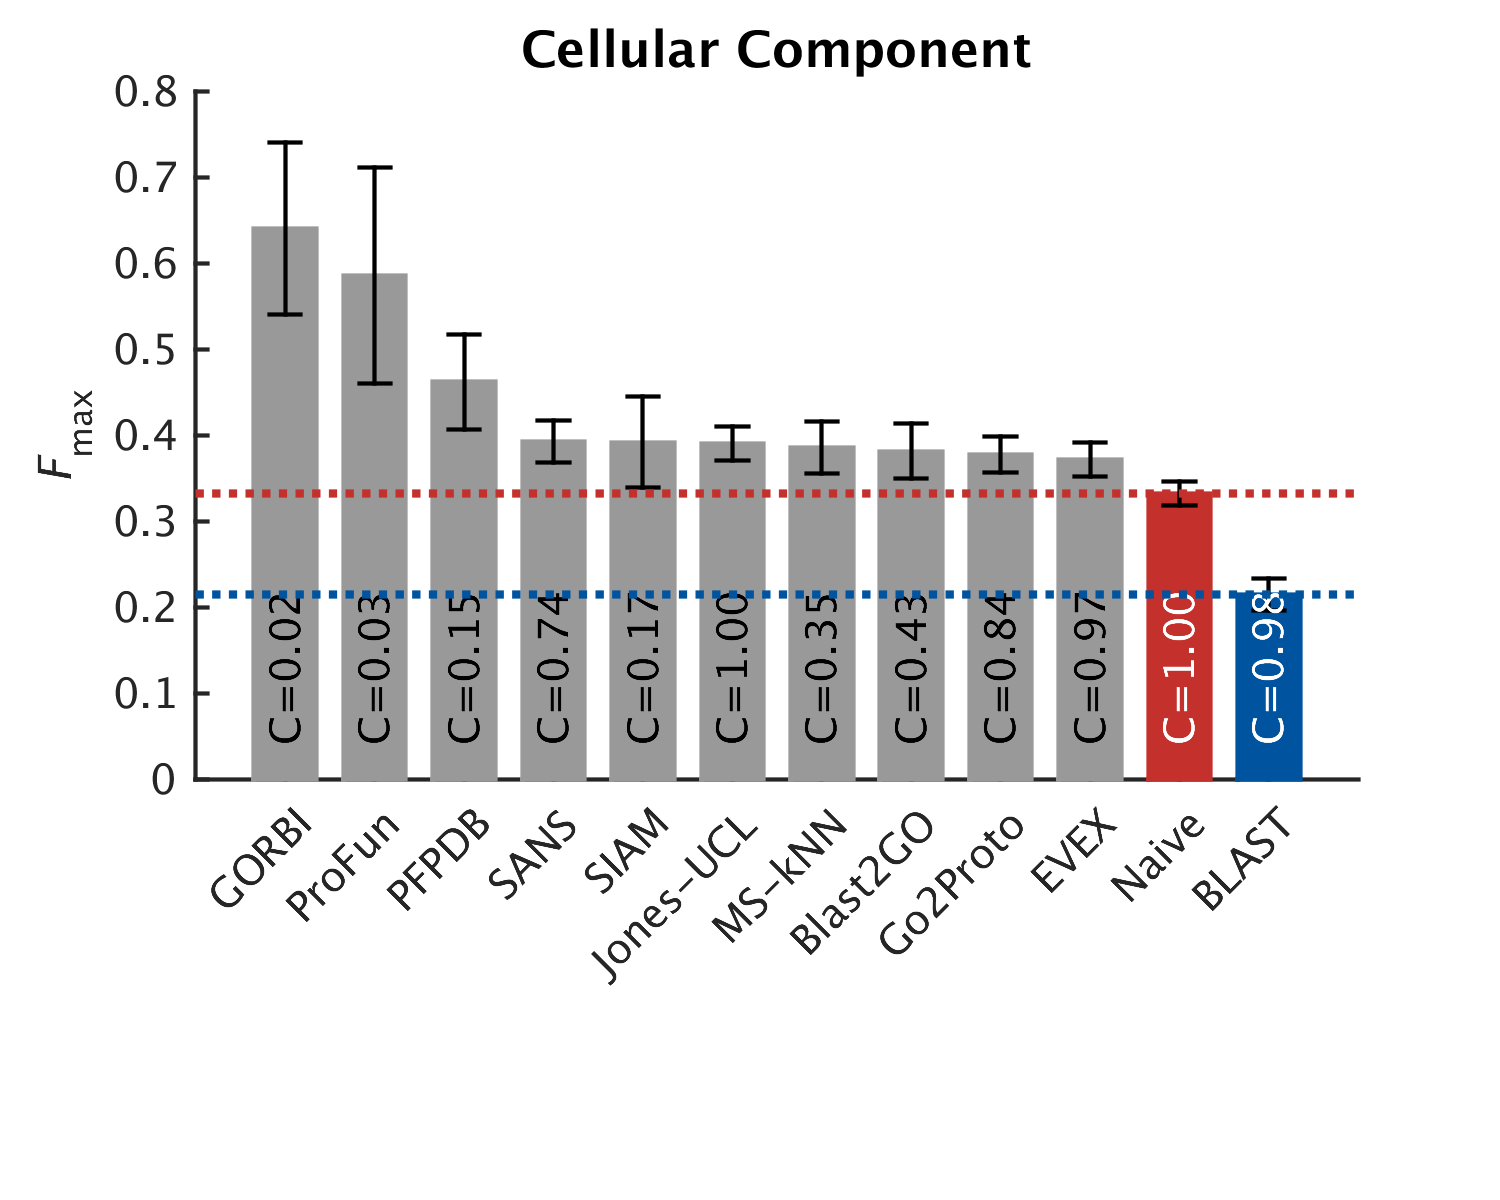 Cellular Component
0.8
0.7
0.6
0.5
0.4
0.3
0.2
0.1
0
Fmax
C=0.02
C=0.03
C=0.15
C=0.74
C=0.17
C=1.00
C=0.35
C=0.43
C=0.84
C=0.97
C=1.00
C=0.98
GORBI
ProFun
PFPDB
SANS
SIAM
Jones-UCL
MS-kNN
Blast2GO
Go2Proto
EVEX
Naive
BLAST